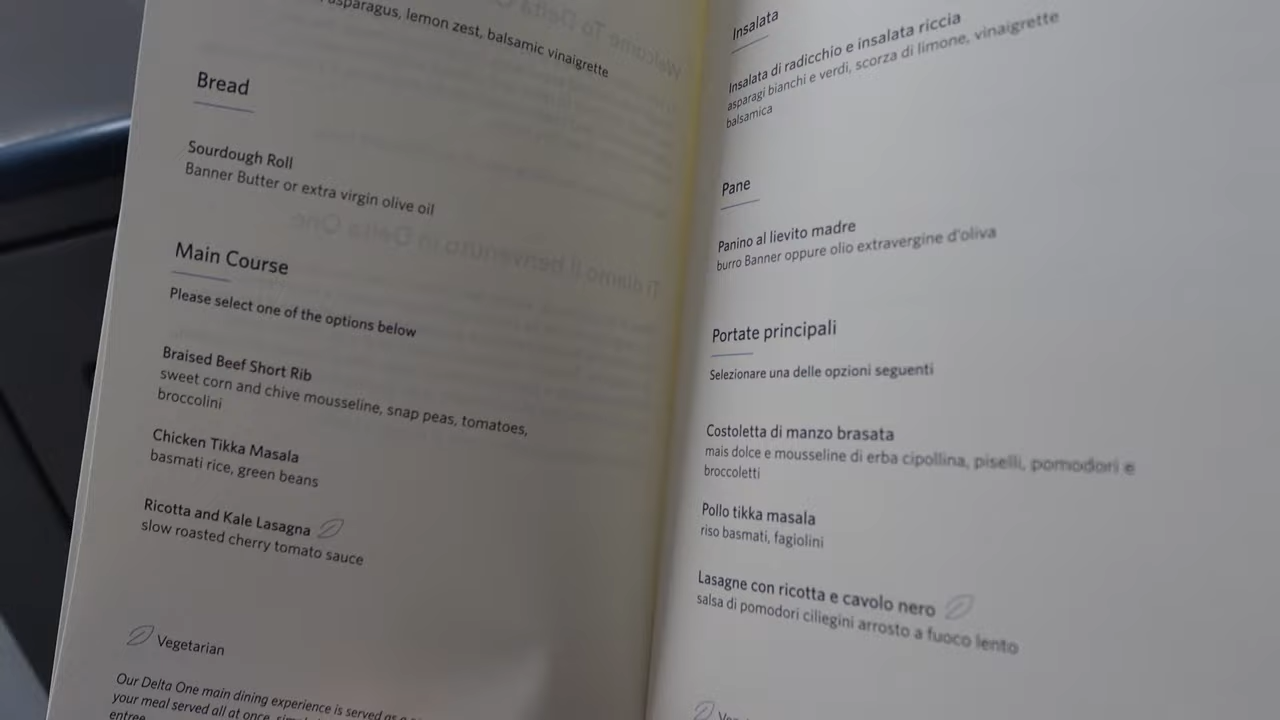 asparagus, lemon zest, balsamic vinaigrette
Bread
Sourdough Roll
Banner Butter or extra virgin olive oil
Main Course
Please select one of the options below
Braised Beef Short Rib
sweet corn and chive mousseline, snap peas, tomatoes,
broccolini
Chicken Tikka Masala
basmati rice, green beans
Ricotta and Kale Lasagna
slow roasted cherry tomato sauce
Vegetarian
Our Delta One main dining experience is served as a
your meal served all at once,
entree
Insalata
Insalata di radicchio e insalata riccia
asparagi bianchi e verdi, scorza di limone, vinaigrette
balsamica
Pane
Panino al lievito madre
burro Banner oppure olio extravergine d'oliva
Portate principali
Selezionare una delle opzioni seguenti
Costoletta di manzo brasata
mais dolce e mousseline di erba cipollina, piselli, pomodori e
broccoletti
Pollo tikka masala
riso basmati, fagiolini
Lasagne con ricotta e cavolo nero
salsa di pomodori ciliegini arrosto a fuoco lento